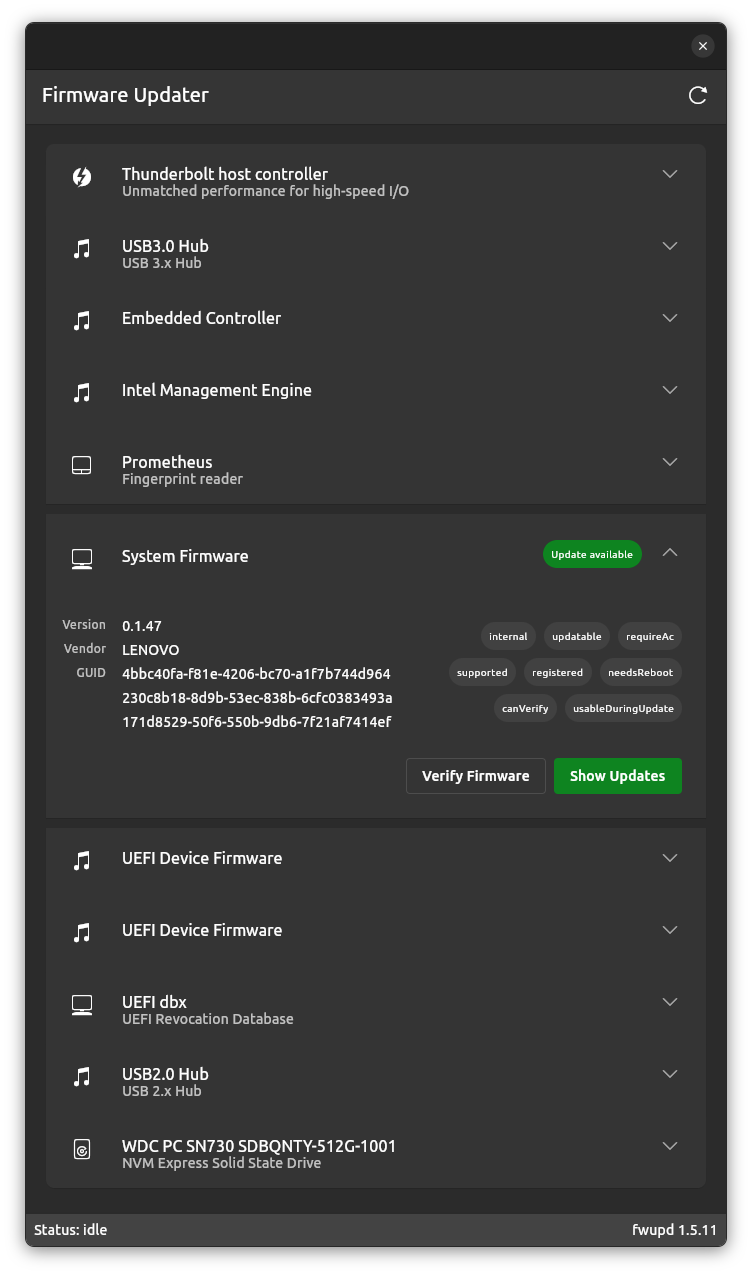 Firmware Updater
Thunderbolt host controller
Unmatched performance for high-speed I/O
USB3.0 Hub
USB 3.x Hub
Embedded Controller
Intel Management Engine
Prometheus
Fingerprint reader
System Firmware
Update available
Version 0.1.47
Vendor LENOVO
GUID 4bbc40fa-f81e-4206-bc70-a1f7b744d964
230c8b18-8d9b-53ec-838b-6cfc0383493a
171d8529-50f6-550b-9db6-7f21af7414ef
internal updatable requireAc
supported registered needsReboot
canVerify usableDuringUpdate
Verify Firmware Show Updates
UEFI Device Firmware
UEFI Device Firmware
UEFI dbx
UEFI Revocation Database
USB2.0 Hub
USB 2.x Hub
WDC PC SN730 SDBQNTY-512G-1001
NVM Express Solid State Drive
Status: idle fwupd 1.5.11